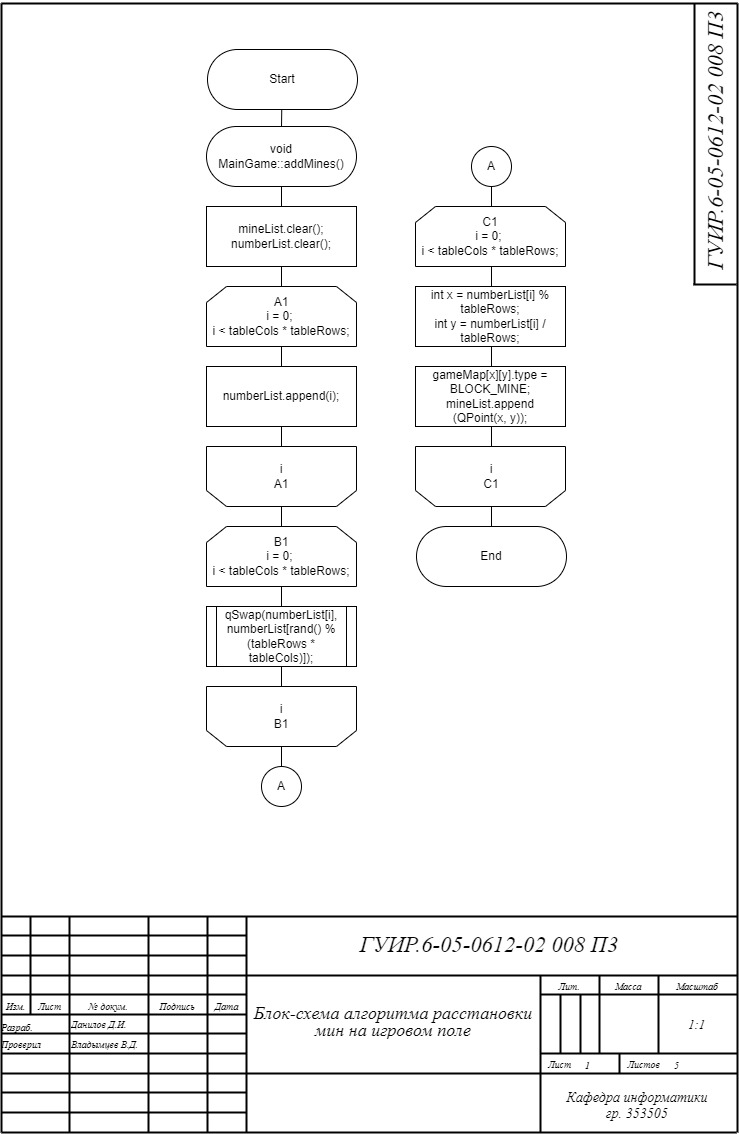 ГУИР.6-05-0612-02 008 ПЗ
Start
void
MainGame::addMines()
mineList.clear();
numberList.clear();
A1
i = 0;
i < tableCols * tableRows;
numberList.append(i);
i
A1
B1
i = 0;
i < tableCols * tableRows;
qSwap(numberList[i],
numberList[rand() %
(tableRows *
tableCols)]);
i
B1
A
A
C1
i = 0;
i < tableCols * tableRows;
int x = numberList[i] %
tableRows;
int y = numberList[i] /
tableRows;
gameMap[x][y].type =
BLOCK_MINE;
mineList.append
(QPoint(x, y));
i
C1
End
ГУИР.6-05-0612-02 008 ПЗ
Изм. Лист № докум. Подпись Дата
Разраб. Данилов Д.И.
Проверил Владымцев В.Д.
Блок-схема алгоритма расстановки
мин на игровом поле
Лит. Масса Масштаб
1:1
Лист 1 Листов 5
Кафедра информатики
гр. 353505